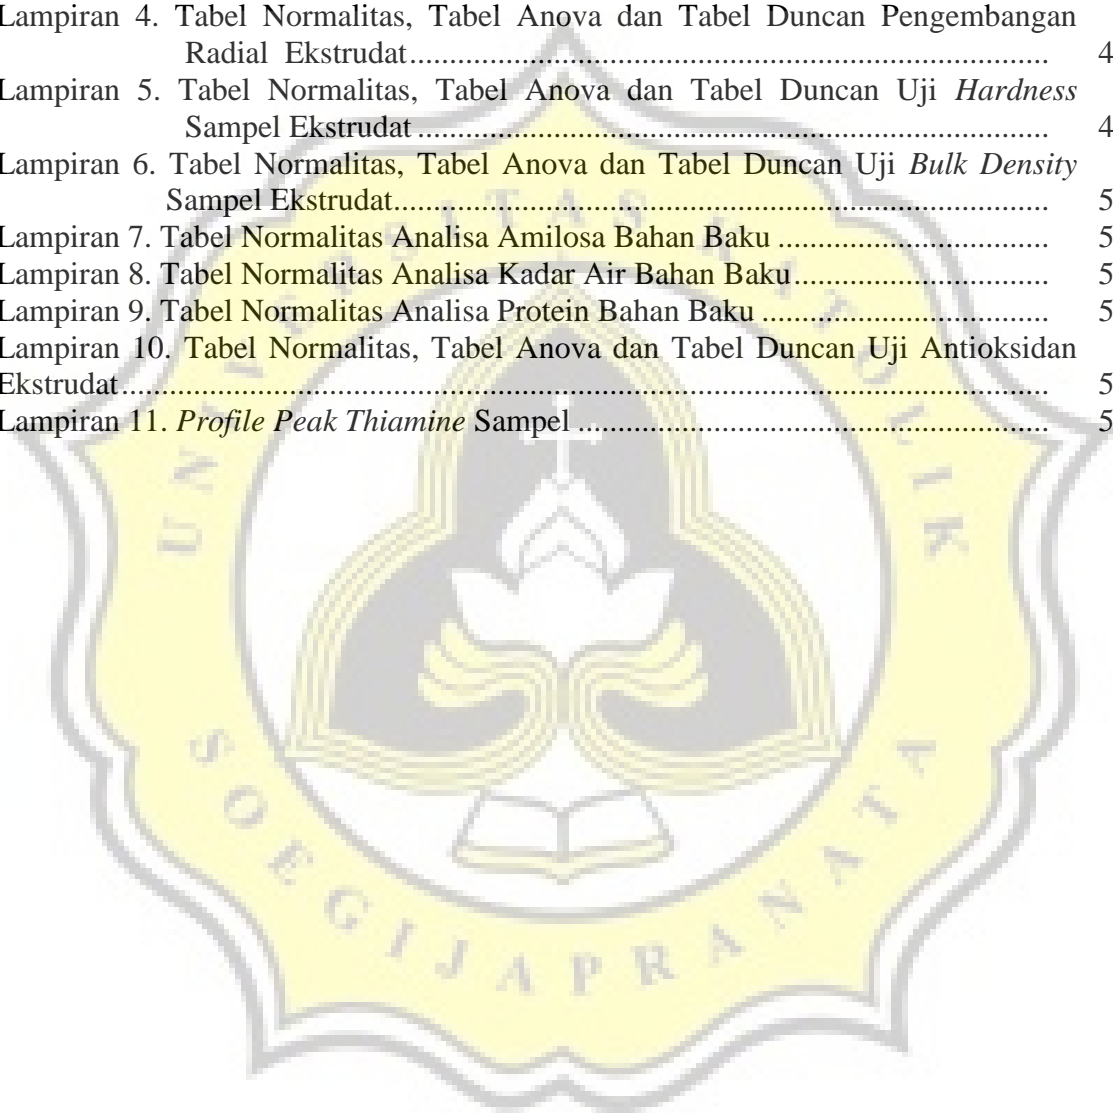 Lampiran 4. Tabel Normalitas, Tabel Anova dan Tabel Duncan Pengembangan
Radial Ekstrudat................................................................................ 4
Lampiran 5. Tabel Normalitas, Tabel Anova dan Tabel Duncan Uji Hardness
Sampel Ekstrudat............................................................................... 4
Lampiran 6. Tabel Normalitas, Tabel Anova dan Tabel Duncan Uji Bulk Density
Sampel Ekstrudat.................................................................................. 5
Lampiran 7. Tabel Normalitas Analisa Amilosa Bahan Baku .................................. 5
Lampiran 8. Tabel Normalitas Analisa Kadar Air Bahan Baku................................ 5
Lampiran 9. Tabel Normalitas Analisa Protein Bahan Baku .................................... 5
Lampiran 10. Tabel Normalitas, Tabel Anova dan Tabel Duncan Uji Antioksidan
Ekstrudat.................................................................................................................... 5
Lampiran 11. Profile Peak Thiamine Sampel ........................................................... 5
UNIVERSITAS KATOLIK
SOEGIJAPRANATA